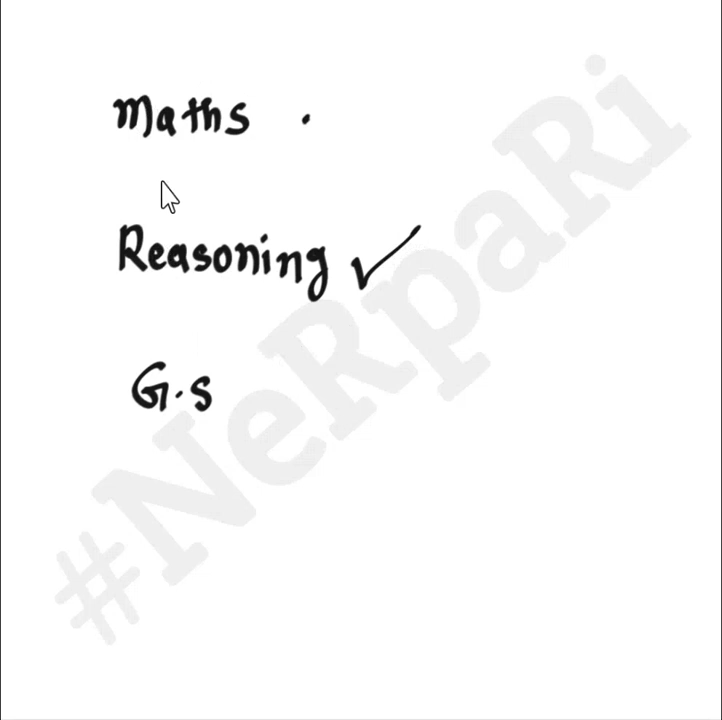 Maths .
Reasoning ✓
G.s
#NeRpaRi